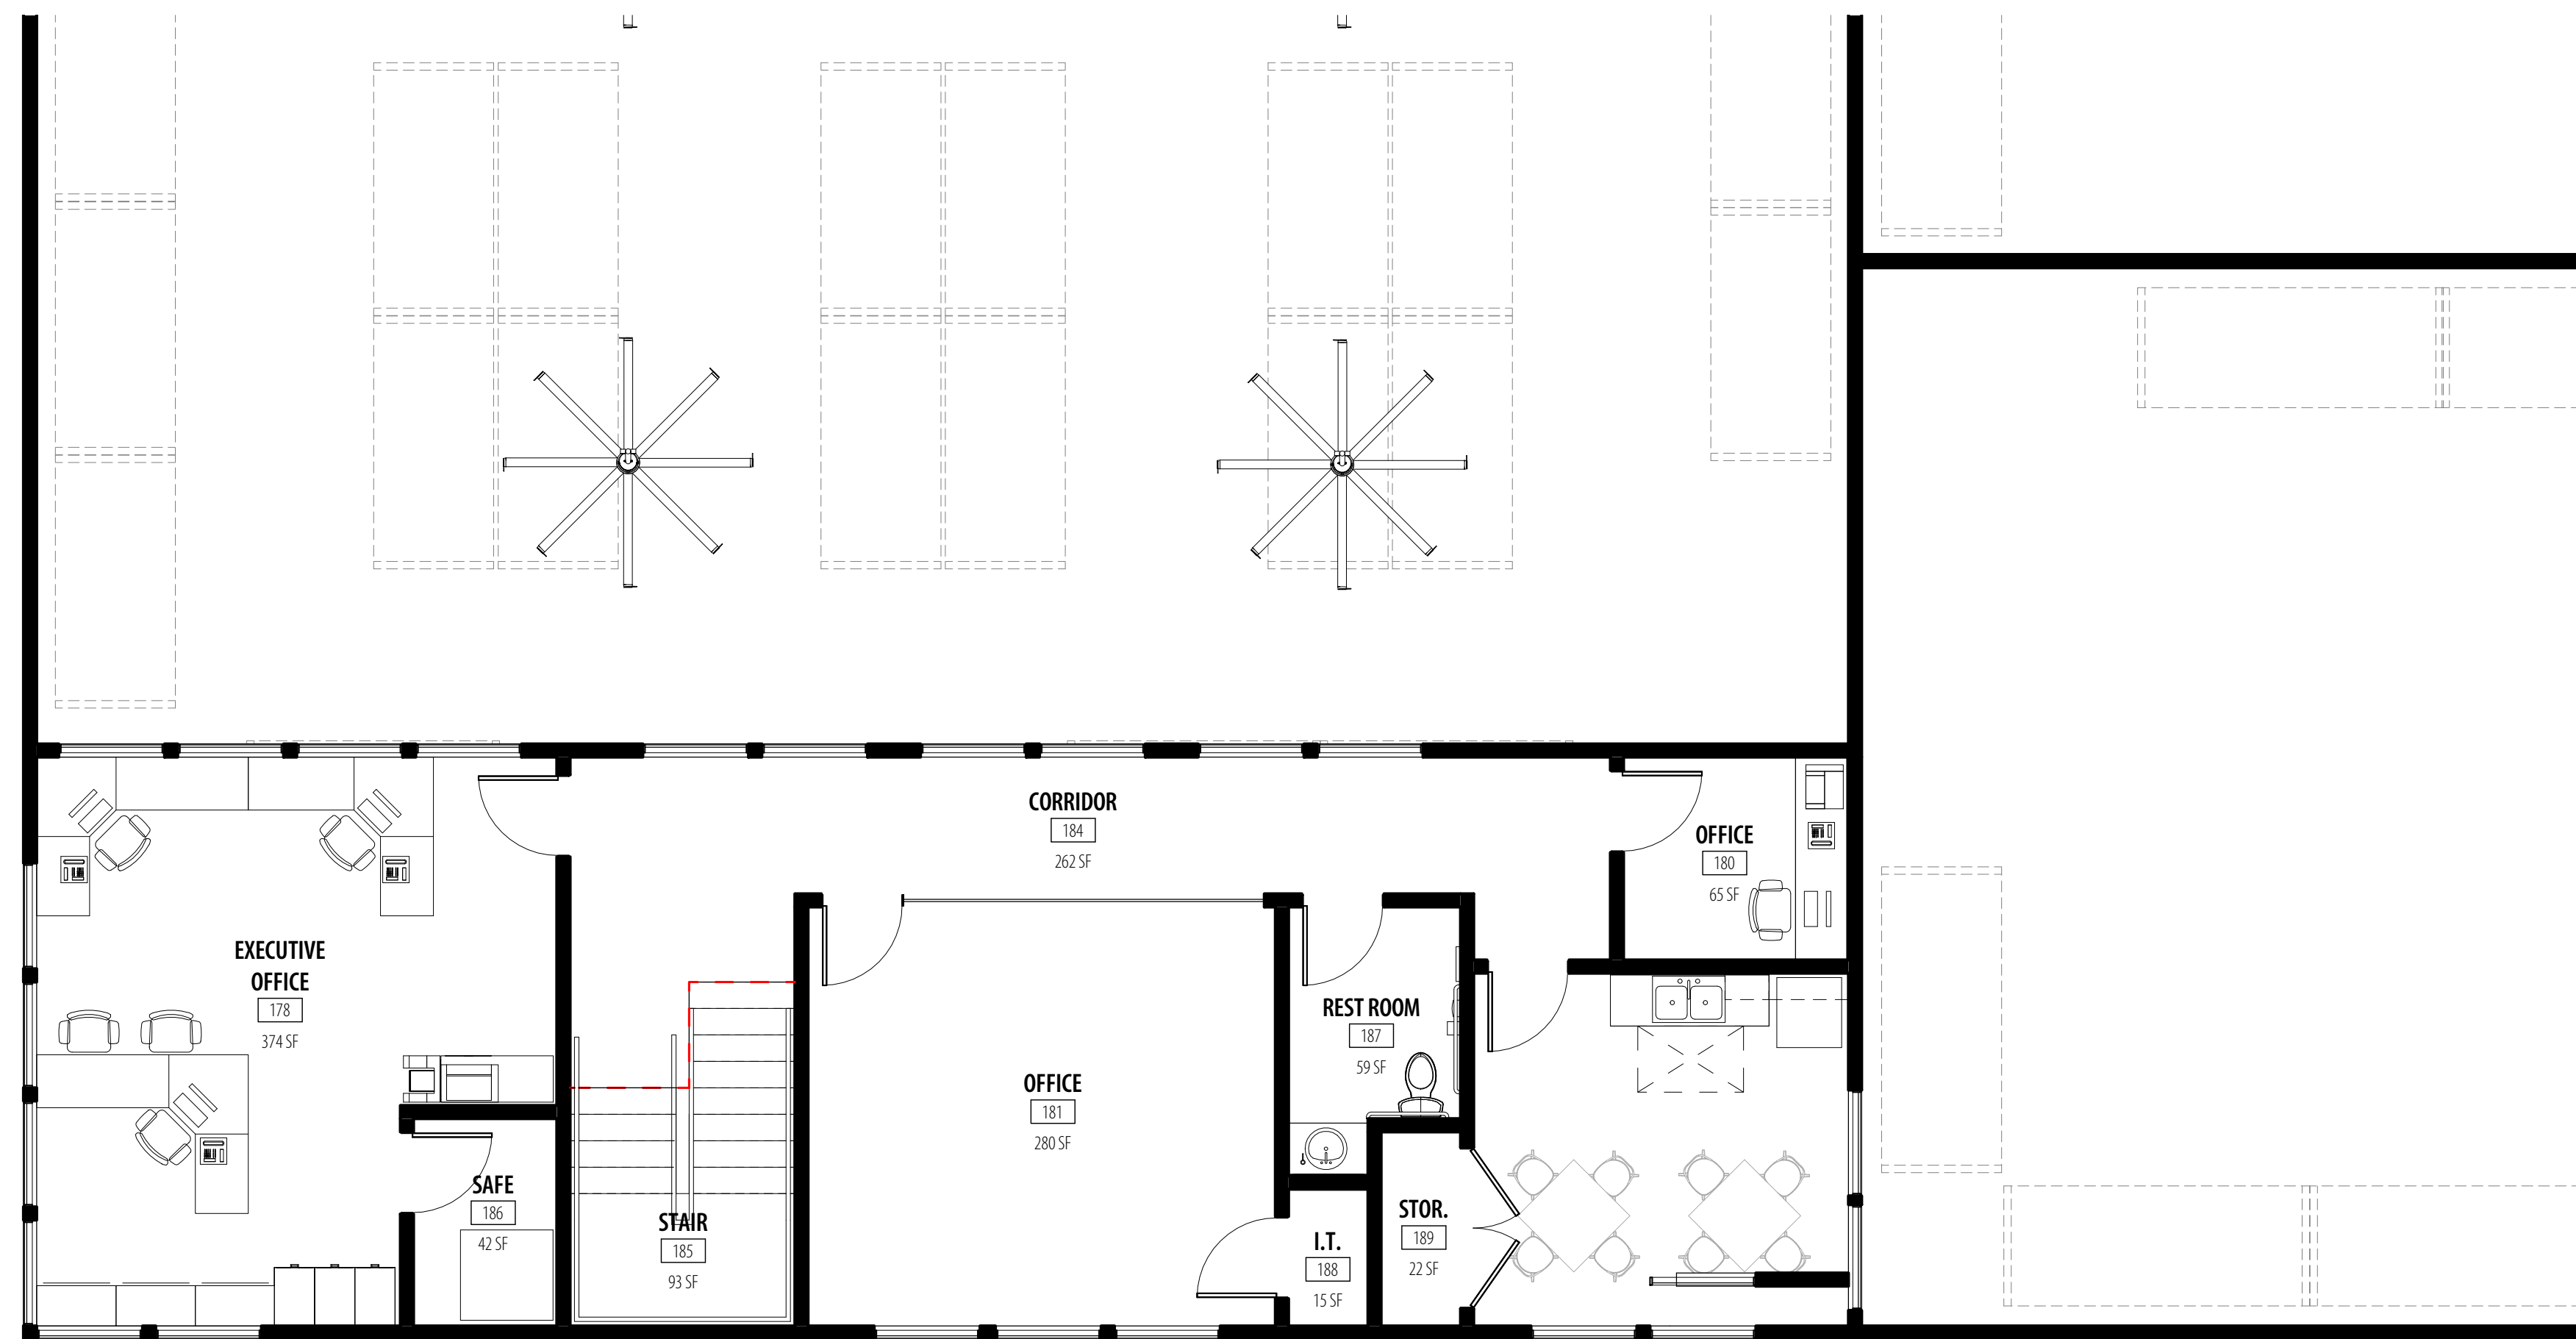 CORRIDOR
184
262 SF
OFFICE
180
65 SF
EXECUTIVE
OFFICE
178
374 SF
REST ROOM
187
59 SF
OFFICE
181
280 SF
SAFE
186
42 SF
STAIR
185
93 SF
STOR.
189
22 SF
I.T.
188
15 SF